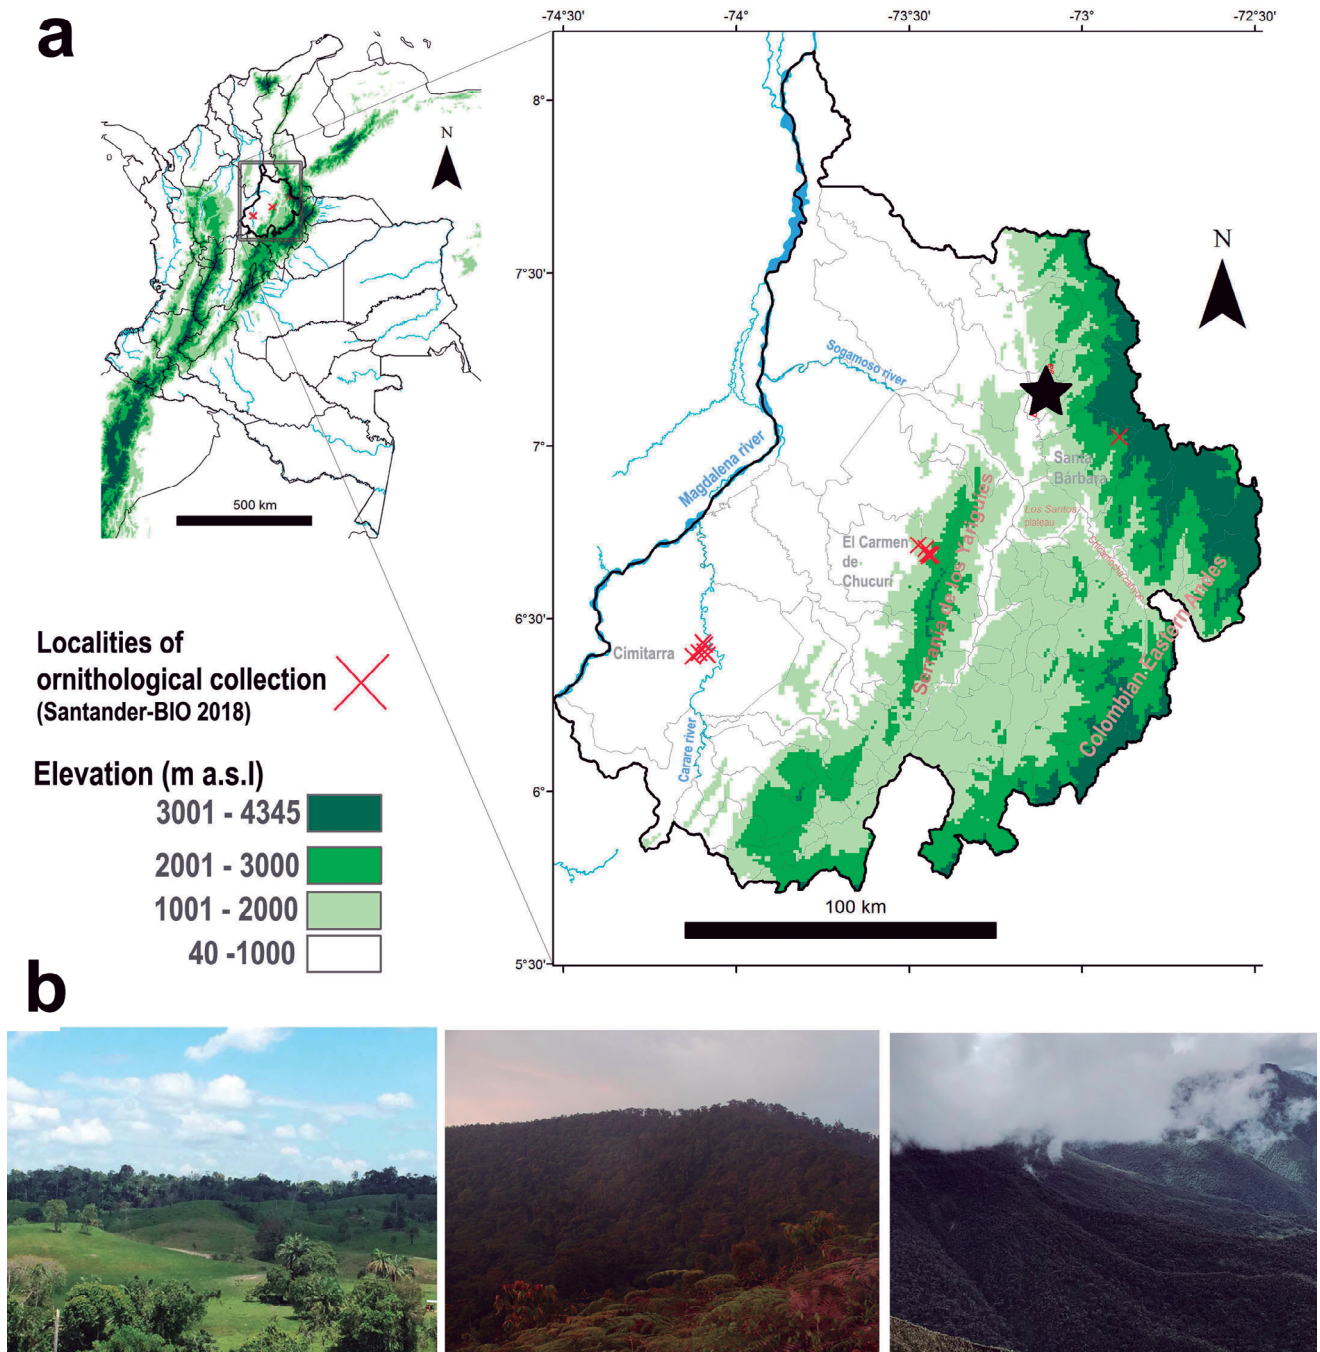 a
-74°30'
-74°
-73°30'
-73°
-72°30'
8°
7°30'
7°
6°30'
6°
5°30'
N
500 km
N
Sogamoso river
Magdalena river
Santa
Bárbara
Los Santos
plateau
El Carmen
de
Chucurí
Serranía de los Yariguíes
Colombian Eastern Andes
Cimitarra
Carare river
100 km
Localities of
ornithological collection
(Santander-BIO 2018)
Elevation (m a.s.l)
3001 - 4345
2001 - 3000
1001 - 2000
40 -1000
b